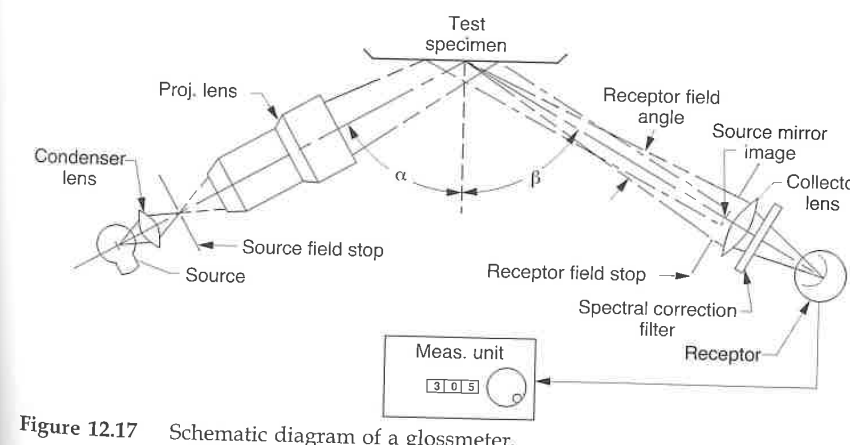 Test
specimen
Proj. lens
Receptor field
angle
Source mirror
image
Condenser
lens
α
β
lens
Source field stop
Source
Receptor field stop
Spectral correction
filter
Receptor
Meas. unit
3 0 5
Figure 12.17 Schematic diagram of a glossmeter.